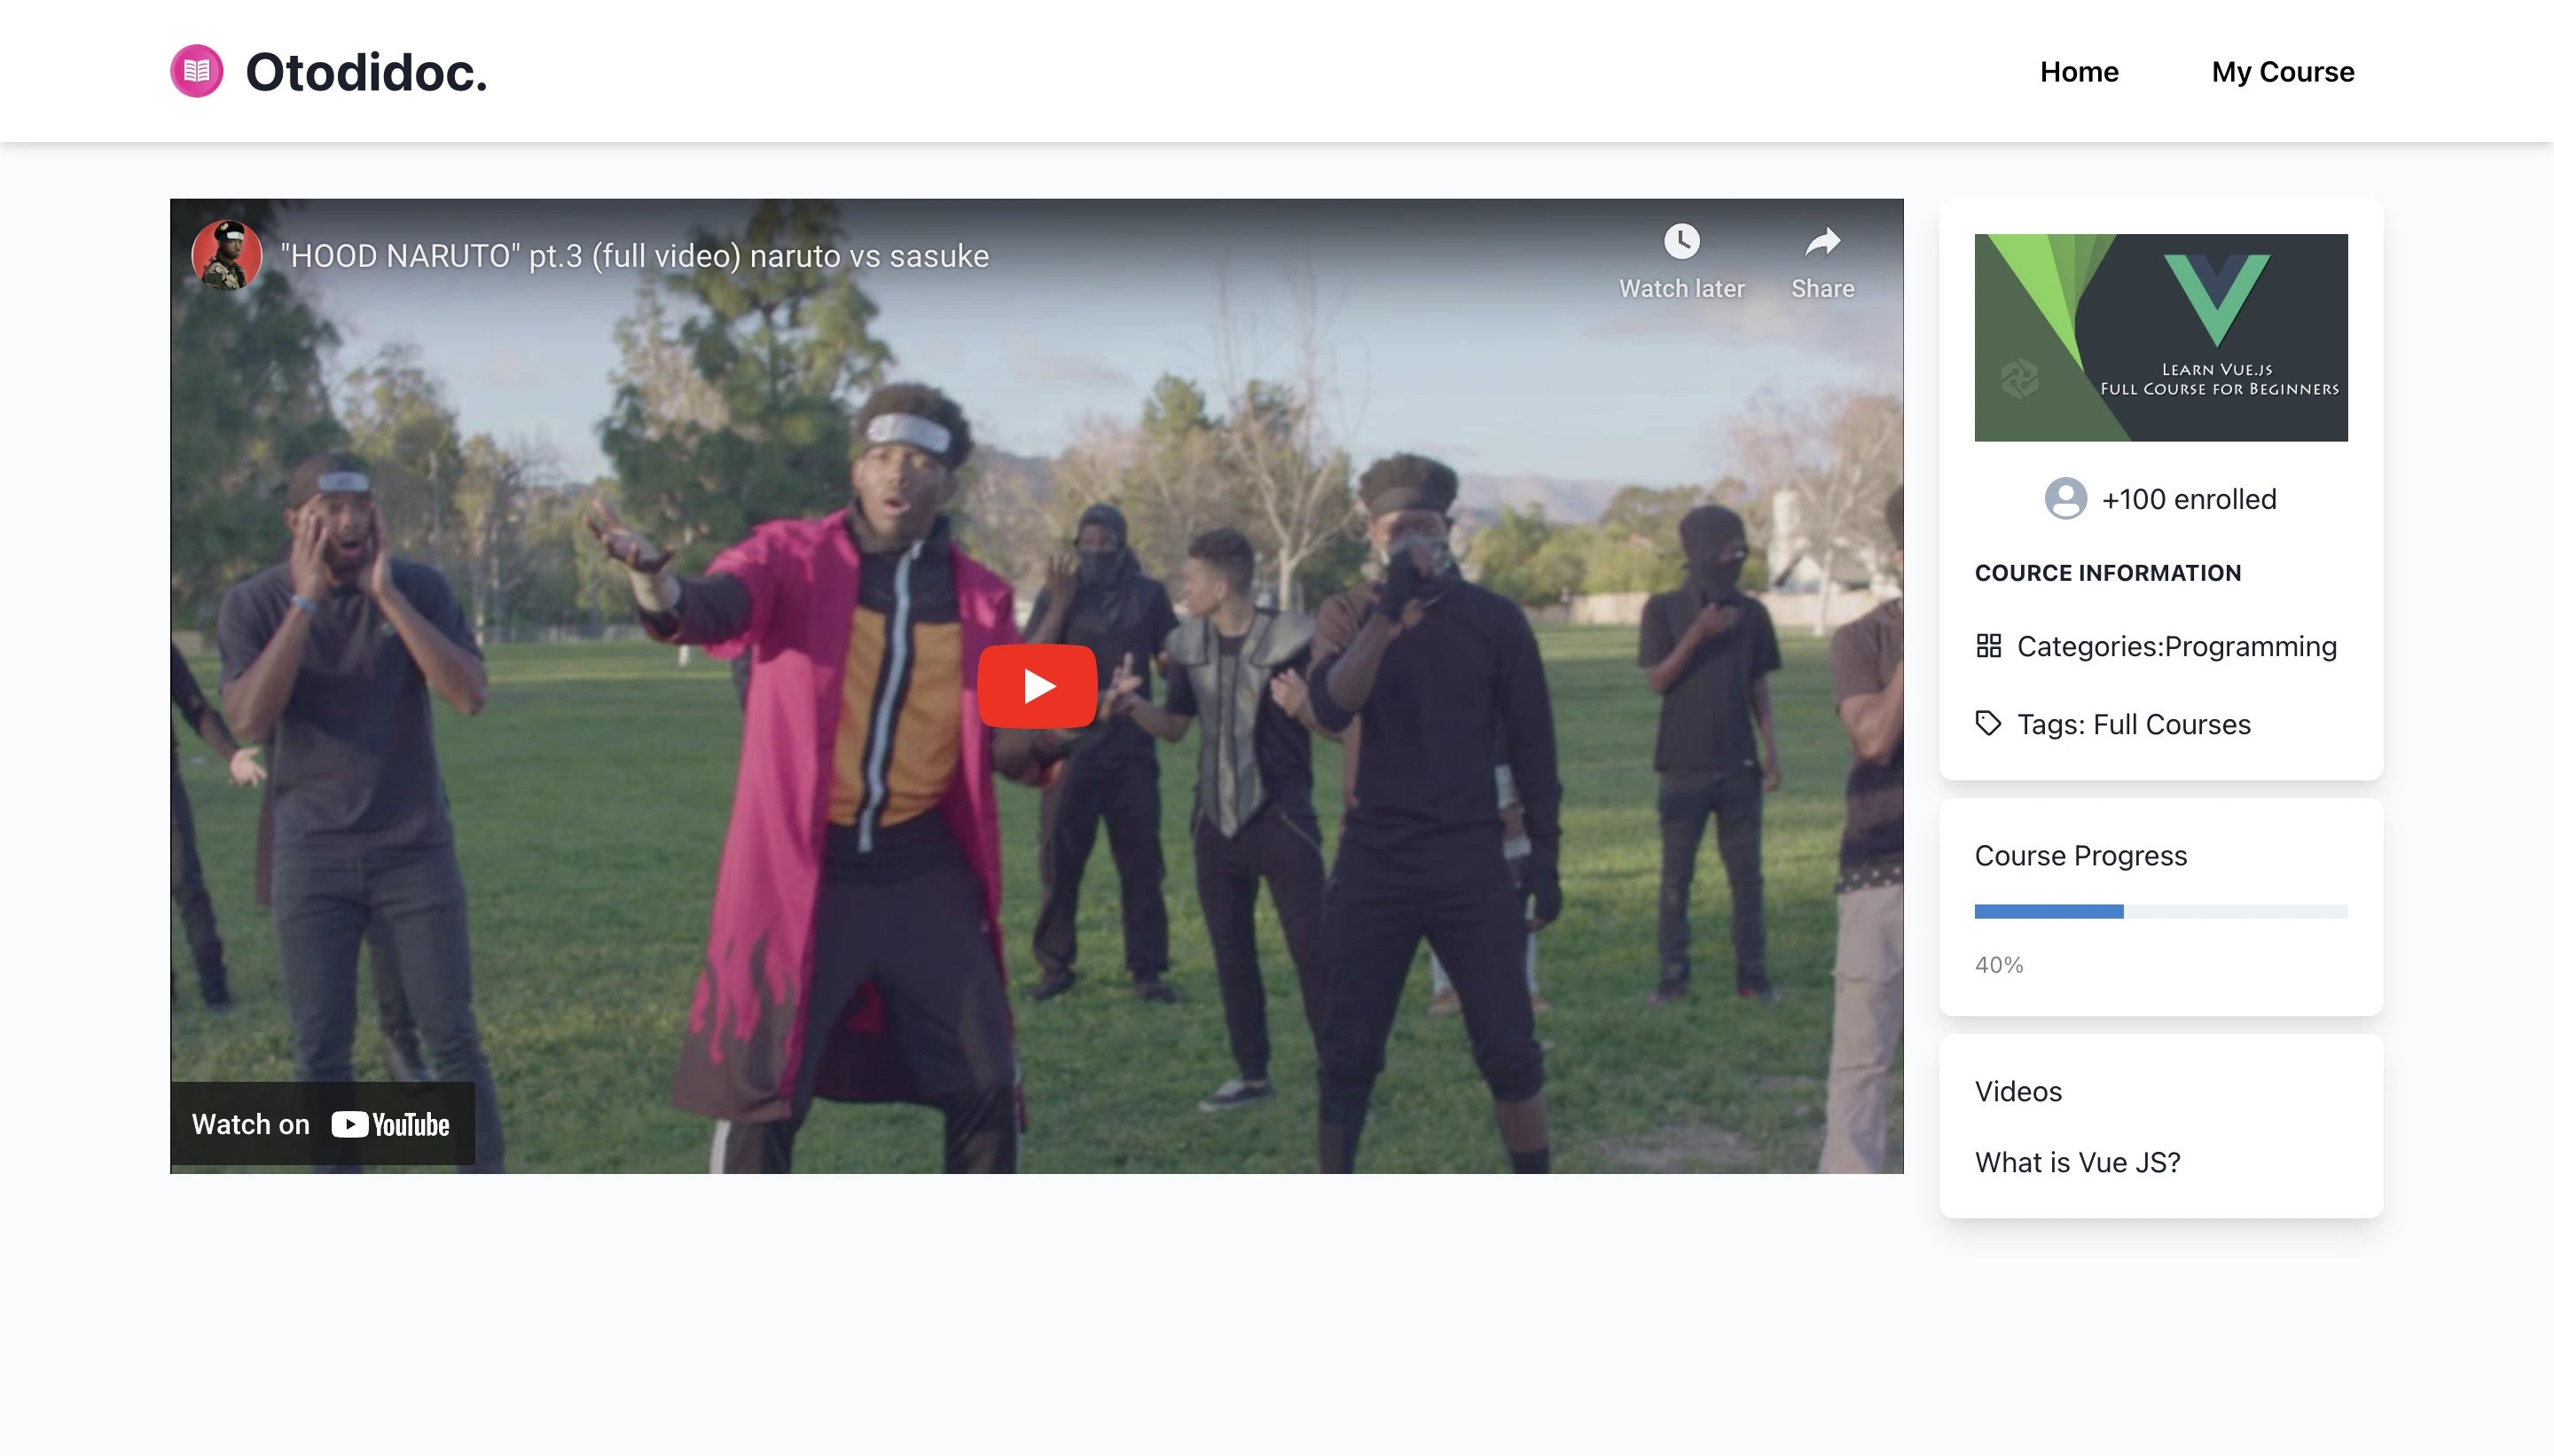 Otodidoc.
Home
My Course
"HOOD NARUTO" pt.3 (full video) naruto vs sasuke
Watch later
Share
Watch on YouTube
LEARN VUE.JS
FULL COURSE FOR BEGINNERS
+100 enrolled
COURCE INFORMATION
Categories:Programming
Tags: Full Courses
Course Progress
40%
Videos
What is Vue JS?